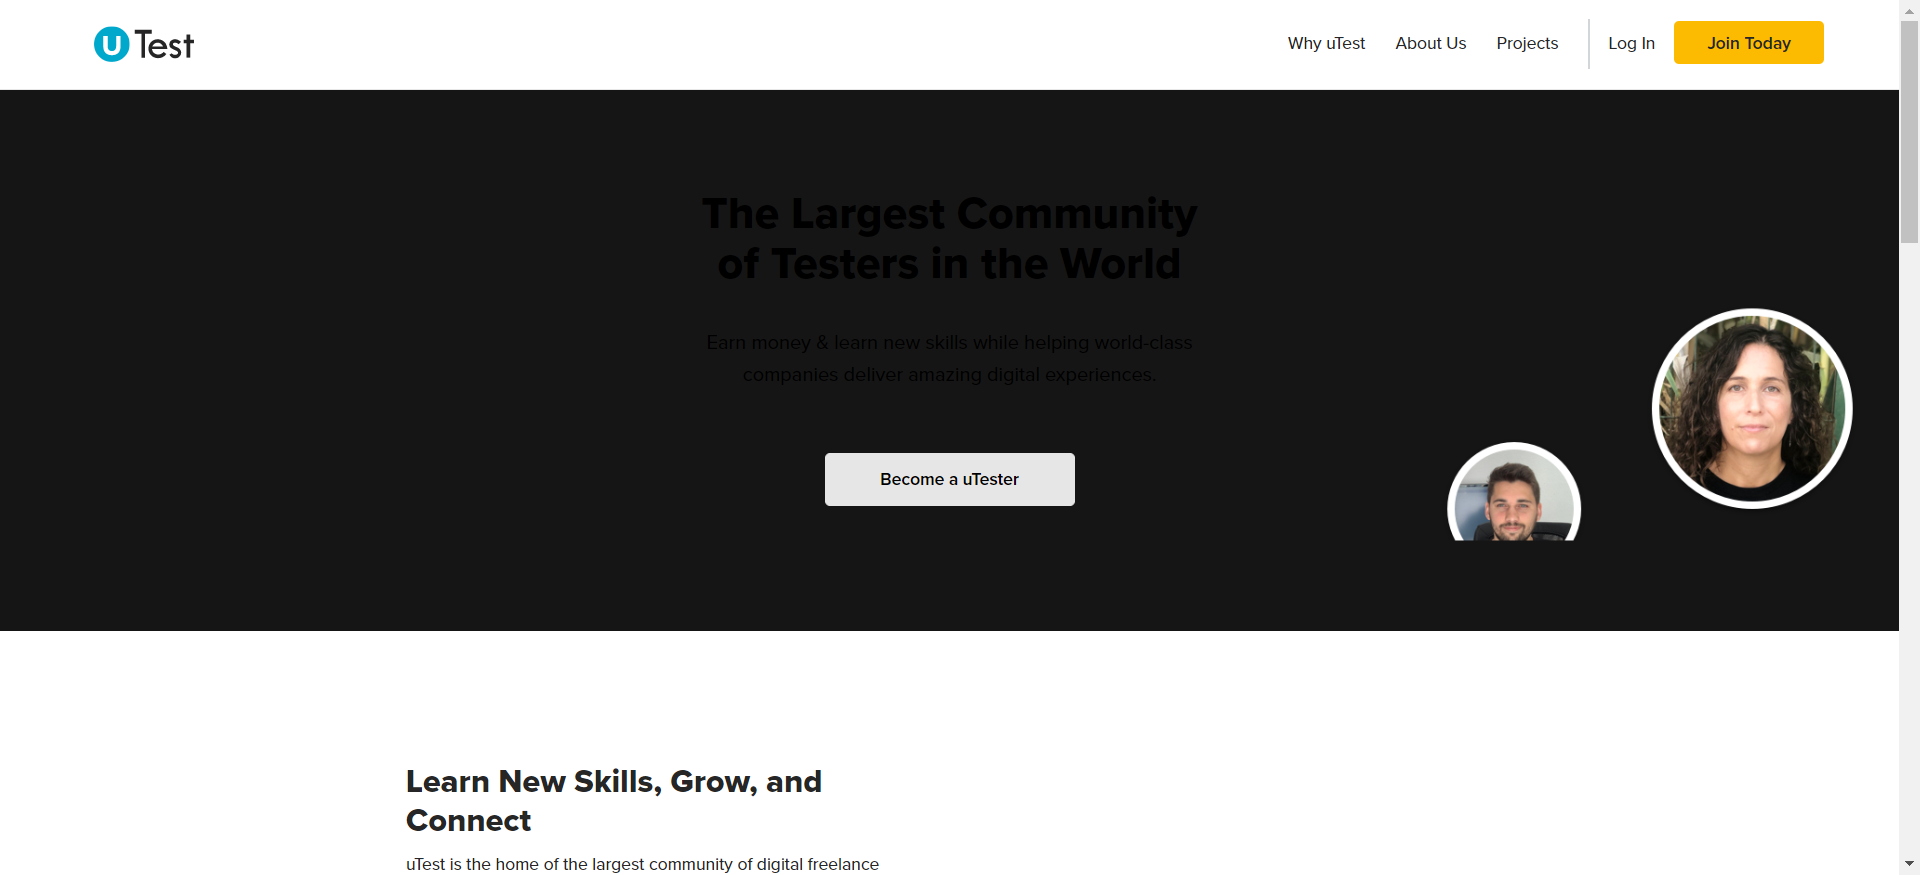 uTest
Why uTest
About Us
Projects
Log In
Join Today
The Largest Community
of Testers in the World
Earn money & learn new skills while helping world-class
companies deliver amazing digital experiences.
Become a uTester
Learn New Skills, Grow, and
Connect
uTest is the home of the largest community of digital freelance